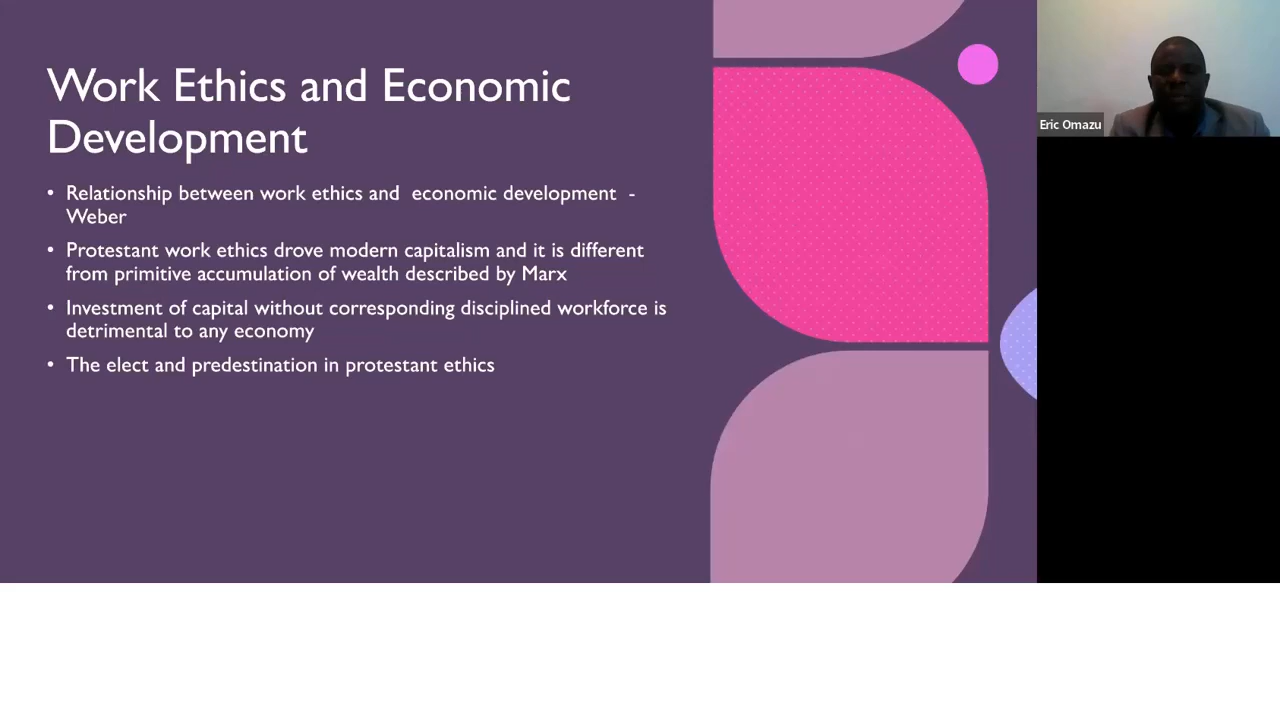 Work Ethics and Economic
Development
• Relationship between work ethics and  economic development  -
Weber
• Protestant work ethics drove modern capitalism and it is different
from primitive accumulation of wealth described by Marx
• Investment of capital without corresponding disciplined workforce is
detrimental to any economy
• The elect and predestination in protestant ethics
Eric Omazu